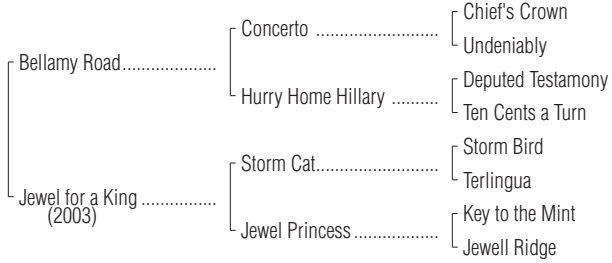 Chief's Crown
Concerto ..........................
Undeniably
Bellamy Road....................
Deputed Testamony
Hurry Home Hillary ..........
Ten Cents a Turn
Storm Bird
Storm Cat..........................
Terlingua
Jewel for a King ................
(2003)
Key to the Mint
Jewel Princess..................
Jewell Ridge